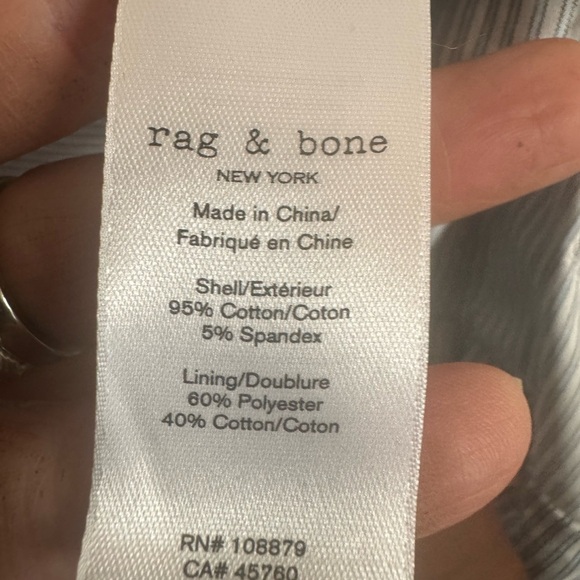 rag & bone
NEW YORK
Made in China/
Fabriqué en Chine
Shell/Extérieur
95% Cotton/Coton
5% Spandex
Lining/Doublure
60% Polyester
40% Cotton/Coton
RN# 108879
CA# 45760